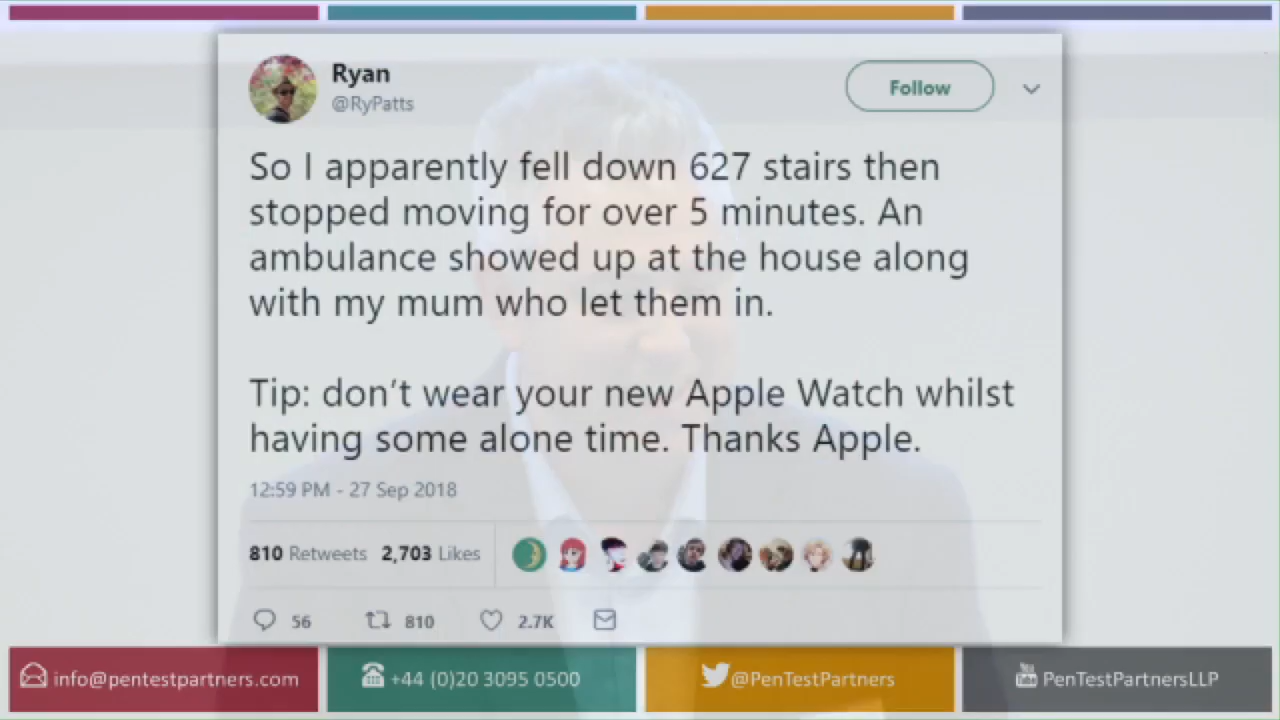 Ryan
@RyPatts
Follow
So I apparently fell down 627 stairs then
stopped moving for over 5 minutes. An
ambulance showed up at the house along
with my mum who let them in.
Tip: don't wear your new Apple Watch whilst
having some alone time. Thanks Apple.
12:59 PM - 27 Sep 2018
810 Retweets 2,703 Likes
56 810 2.7K
info@pentestpartners.com
+44 (0)20 3095 0500
@PenTestPartners
You Tube PenTestPartnersLLP